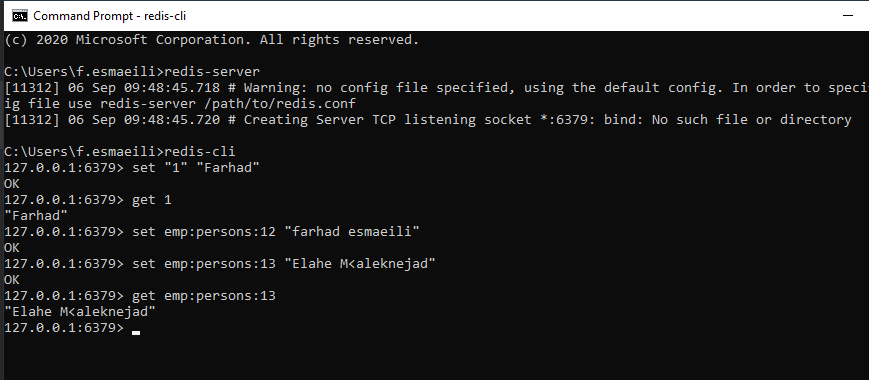 Command Prompt - redis-cli
(c) 2020 Microsoft Corporation. All rights reserved.
C:\Users\f.esmaeili>redis-server
[11312] 06 Sep 09:48:45.718 # Warning: no config file specified, using the default config. In order to speci
ig file use redis-server /path/to/redis.conf
[11312] 06 Sep 09:48:45.720 # Creating Server TCP listening socket *:6379: bind: No such file or directory
C:\Users\f.esmaeili>redis-cli
127.0.0.1:6379> set "1" "Farhad"
OK
127.0.0.1:6379> get 1
"Farhad"
127.0.0.1:6379> set emp:persons:12 "farhad esmaeili"
OK
127.0.0.1:6379> set emp:persons:13 "Elahe M<aleknejad"
OK
127.0.0.1:6379> get emp:persons:13
"Elahe M<aleknejad"
127.0.0.1:6379>